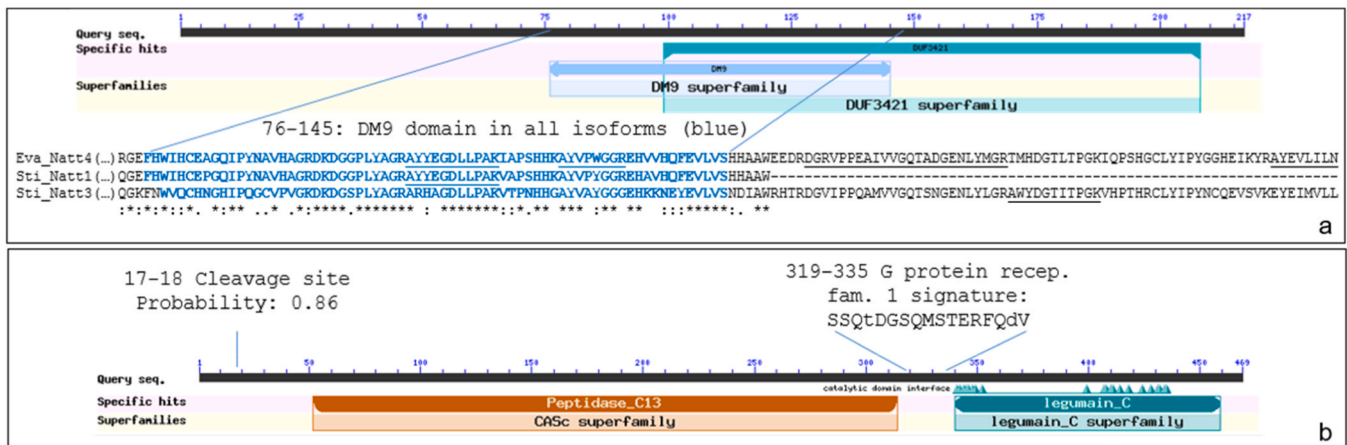 1 25 50 75 100 125 150 175 200 217
Query seq.
Specific hits
DUF3421
DM9
Superfamilies
DM9 superfamily
DUF3421 superfamily
76-145: DM9 domain in all isoforms (blue)
Eva_Natt4(…) RGEFHWIHCEAGQIPYNAVHAGRDKDGGPLYAGRAYYEGDLLPAKIAPSHHKAYVPWGGREHVVHQFEVLVSHHAAWEEDRDGRVPPEAIVVGQTADGENLYMGRTMHDGTLTPGKIQPSHGCLYIPYGGHEIKYRAYEVLILN
Sti_Natt1(…) QGEFHWIHCEPGQIPYNAVHAGRDKDGGPLYAGRAYYEGDLLPAKIAPSHHKAYVPWGGREHVVHQFEVLVSHHAAW------------------------------------------------------------------
Sti_Natt3(…) QGKFNWVQCHNGHIPQGCVPVGKDKDGSPLYAGRARHAGDLLPAKVTPNHHGAYVAYGGGEHKKNEYEVLVSNDIAWRHTRDGVIPPQAMVVGQTSNGENLYLGRAWYDGTITPGKVHPTHRCLYIPYNCQEVSVKEYEIMVLL
a
17-18 Cleavage site
Probability: 0.86
319-335 G protein recep.
fam. 1 signature:
SSQtDGSQMSTERFQdV
1 50 100 150 200 250 300 350 400 450 469
Query seq.
catalytic domain interface
Specific hits
Peptidase_C13
legumain_C
Superfamilies
CASc superfamily
legumain_C superfamily
b